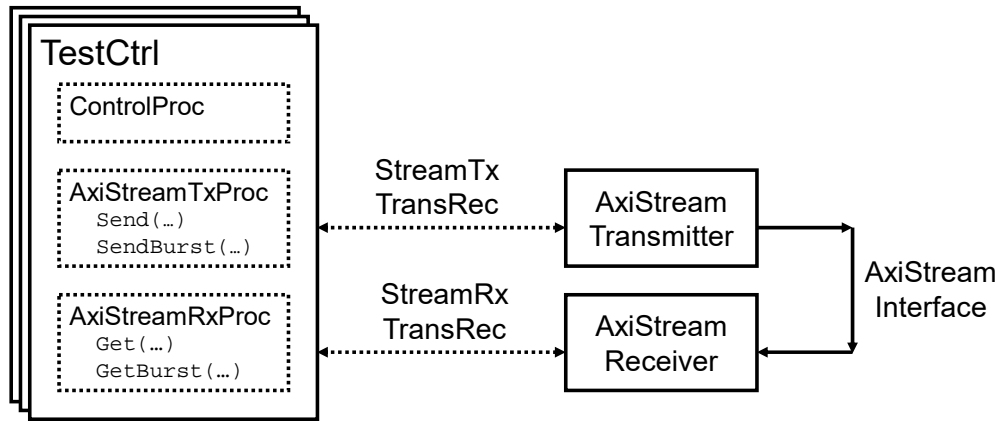 TestCtrl
ControlProc
AxiStreamTxProc
Send(…)
SendBurst(…)
AxiStreamRxProc
Get(…)
GetBurst(…)
StreamTx
TransRec
StreamRx
TransRec
AxiStream
Transmitter
AxiStream
Receiver
AxiStream
Interface